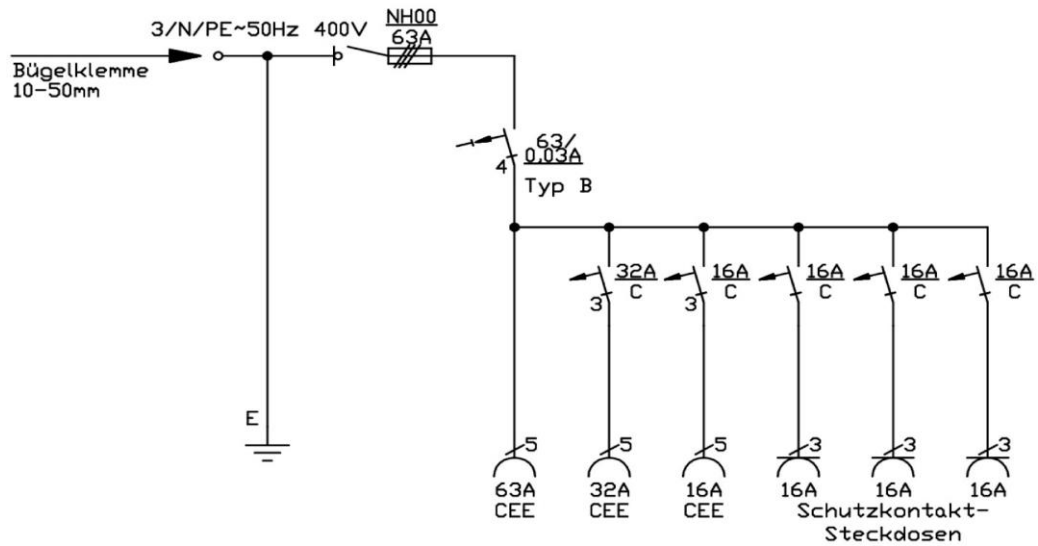 3/N/PE~50Hz 400V
NH00
63A
Bügelklemme
10-50mm
63/
0.03A
4
Typ B
32A
C
3
16A
C
3
16A
C
16A
C
16A
C
E
5
5
5
3
3
3
63A
CEE
32A
CEE
16A
CEE
16A
16A
16A
Schutzkontakt-
Steckdosen